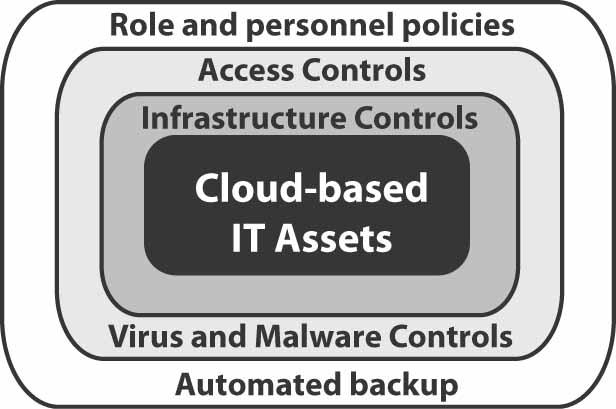 Role and personnel policies
Access Controls
Infrastructure Controls
Cloud-based
IT Assets
Virus and Malware Controls
Automated backup